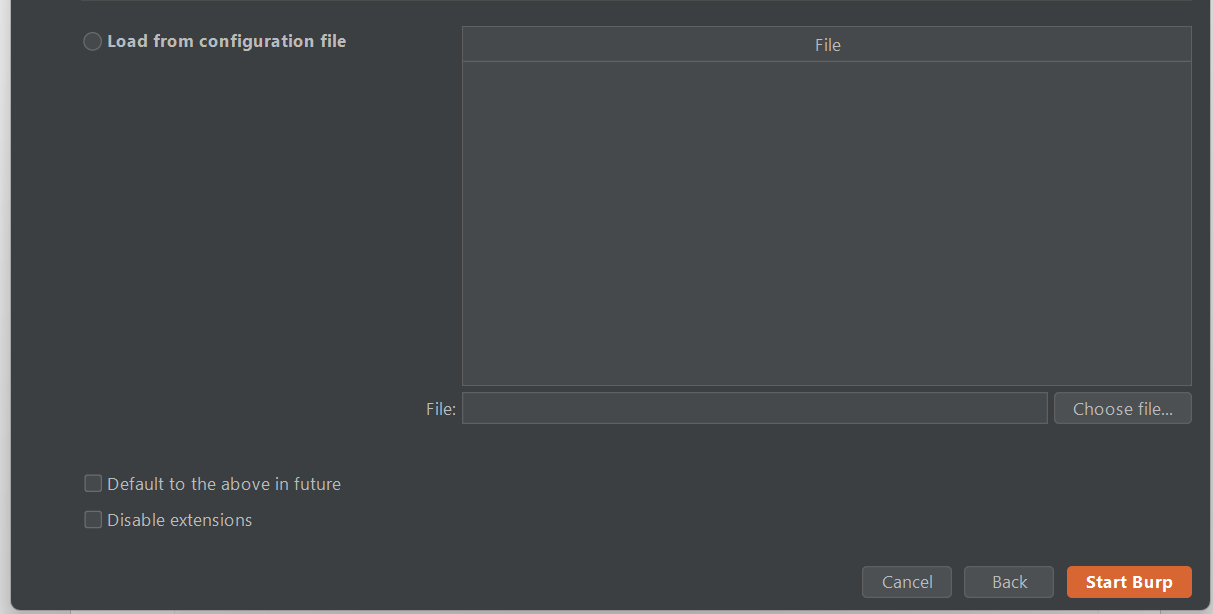 Load from configuration file
File
File:
Choose file...
Default to the above in future
Disable extensions
Cancel
Back
Start Burp